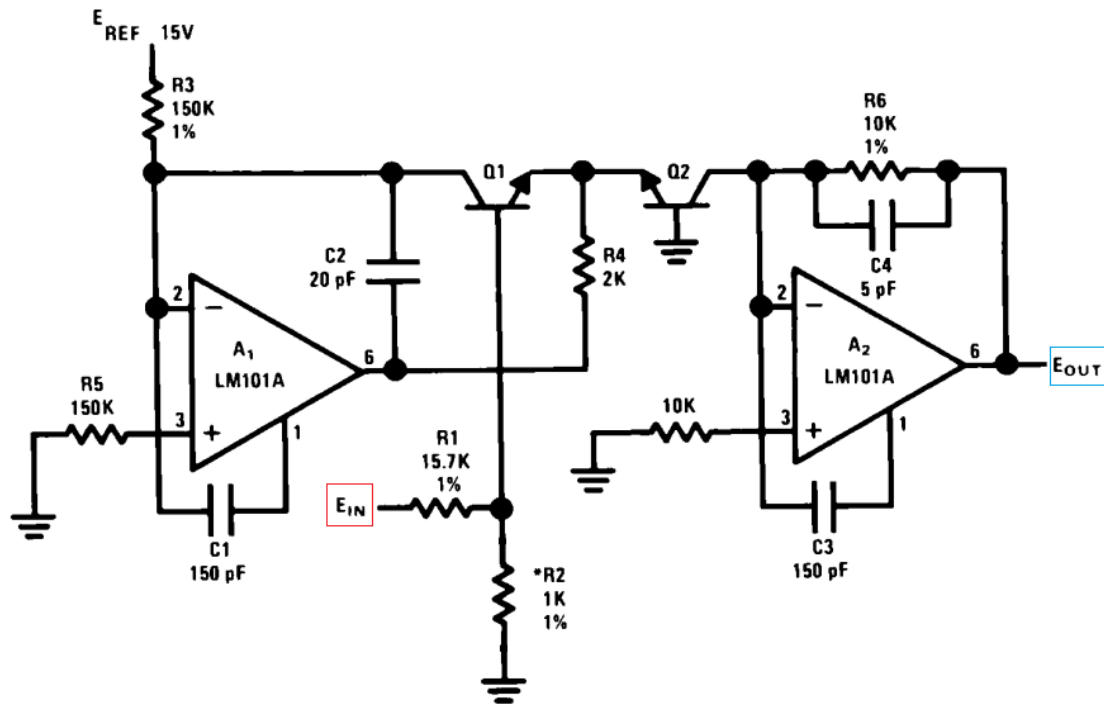 E REF 15V
R3
150K
1%
Q1
Q2
R6
10K
1%
C4
5 pF
C2
20 pF
R4
2K
2
−
A1
LM101A
6
3
+
1
R5
150K
C1
150 pF
R1
15.7K
1%
EIN
*R2
1K
1%
2
−
A2
LM101A
6
EOUT
10K
3
+
1
C3
150 pF